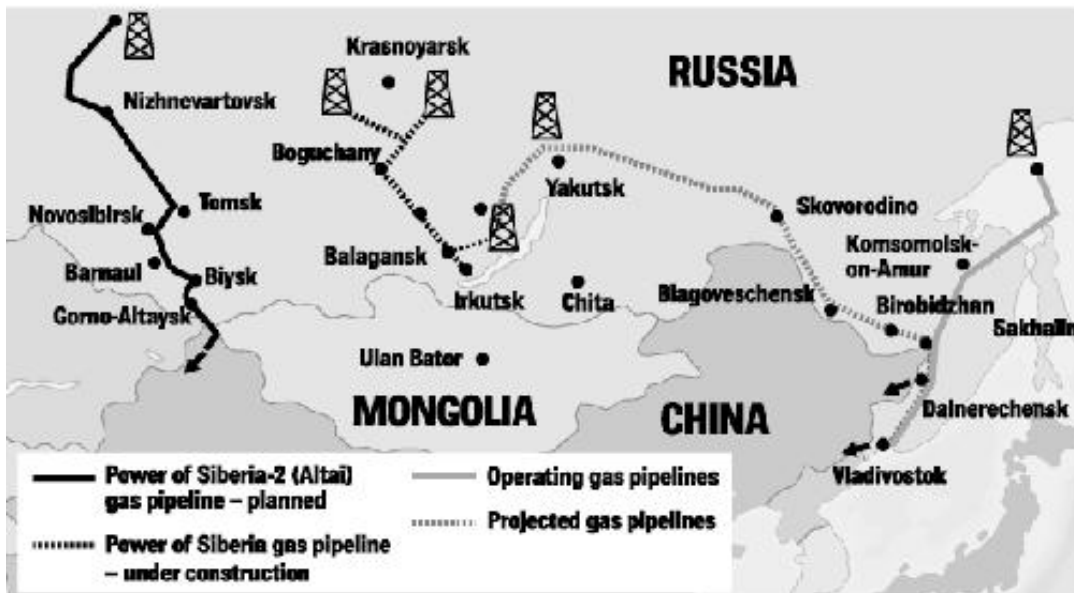 Krasnoyarsk
RUSSIA
Nizhnevartovsk
Boguchany
Yakutsk
Tomsk
Novosibirsk
Skovorodino
Komsomolsk-
on-Amur
Balagansk
Barnaul
Biysk
Irkutsk
Chita
Blagoveschensk
Birobidzhan
Gorno-Altaysk
Sakhalin
Ulan Bator
MONGOLIA
CHINA
Dalnerechensk
Vladivostok
Power of Siberia-2 (Altai)
gas pipeline – planned
Power of Siberia gas pipeline
– under construction
Operating gas pipelines
Projected gas pipelines